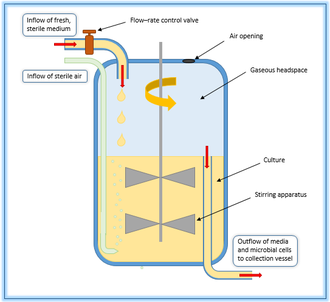 Inflow of fresh,
sterile medium
Flow-rate control valve
Air opening
Inflow of sterile air
Gaseous headspace
Culture
Stirring apparatus
Outflow of media
and microbial cells
to collection vessel